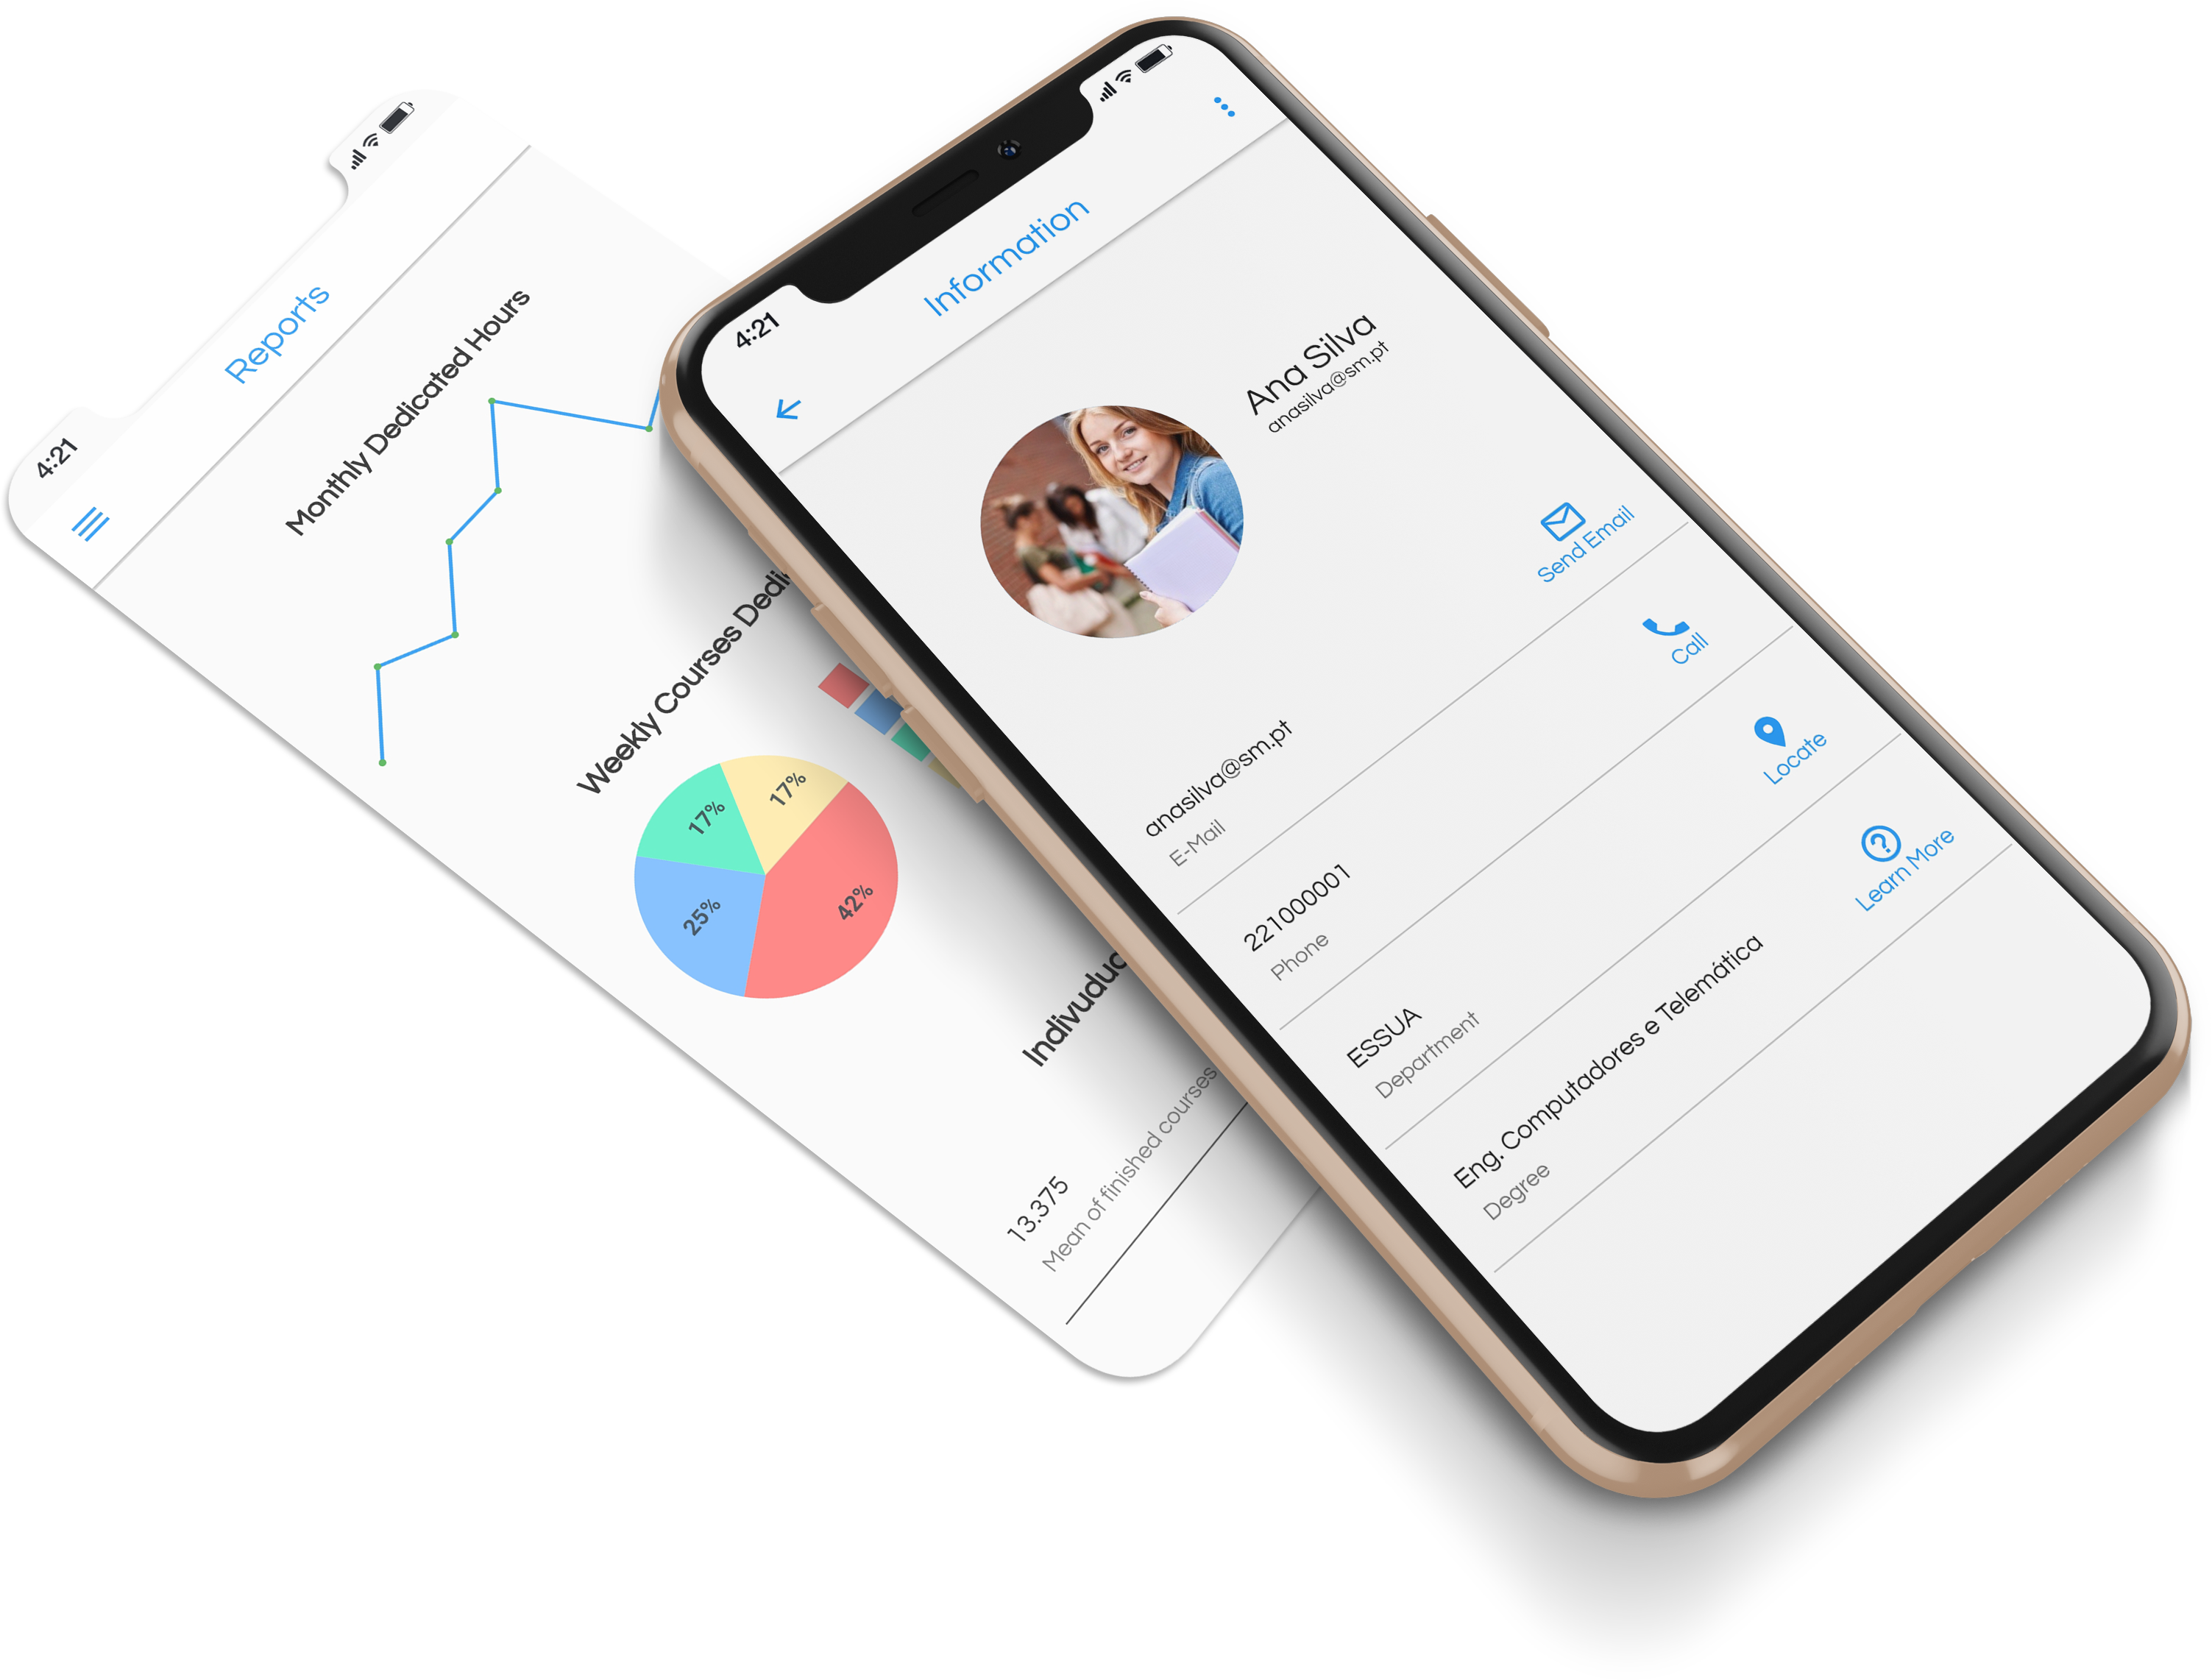 4:21
Reports
Monthly Dedicated Hours
Weekly Courses
17%
17%
25%
42%
13.375
Mean of finished courses
4:21
Information
Ana Silva
anasilva@sm.pt
anasilva@sm.pt
E-Mail
Send Email
221000001
Phone
Call
ESSUA
Department
Locate
Eng. Computadores e Telemática
Degree
Learn More